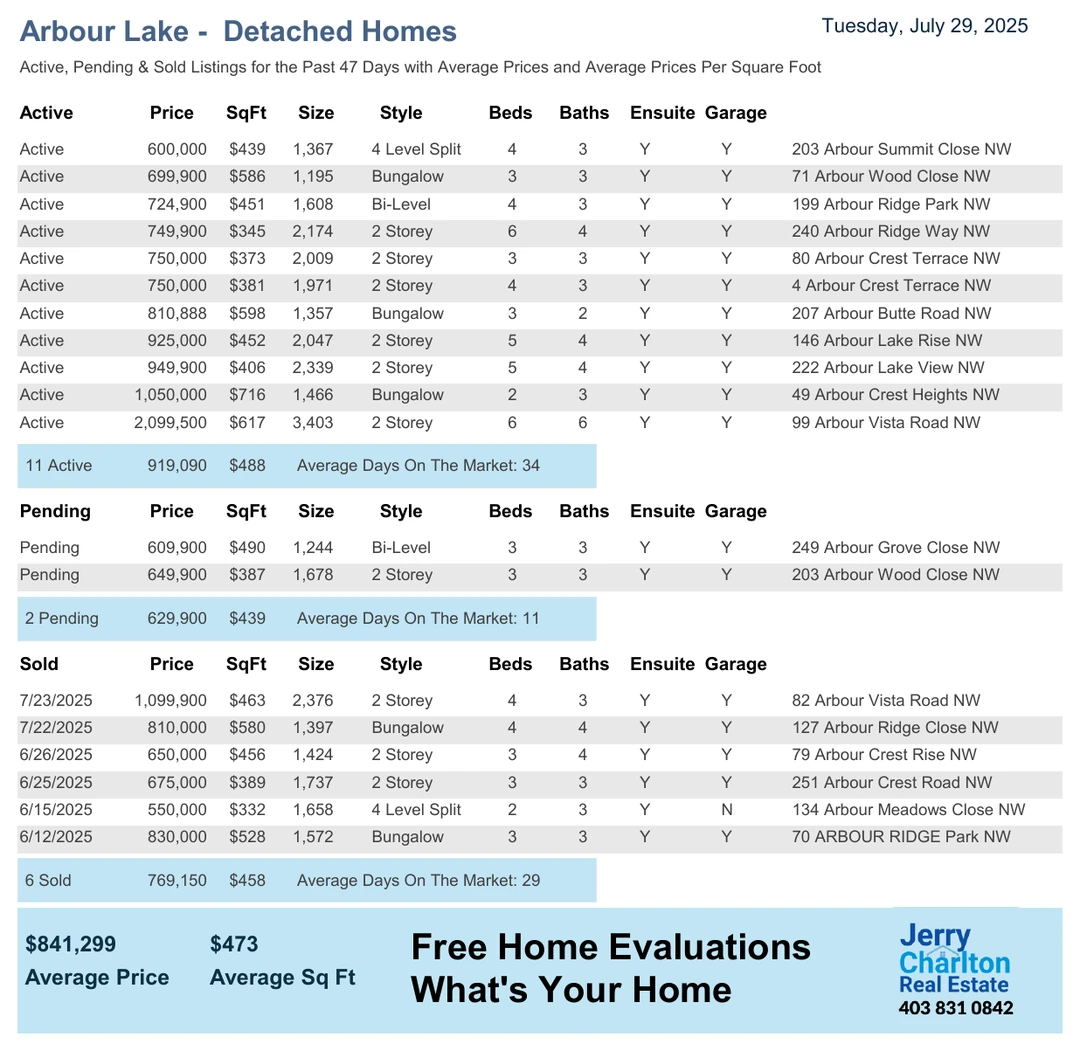 Arbour Lake - Detached Homes
Tuesday, July 29, 2025
Active, Pending & Sold Listings for the Past 47 Days with Average Prices and Average Prices Per Square Foot
Active Price SqFt Size Style Beds Baths Ensuite Garage
Active 600,000 $439 1,367 4 Level Split 4 3 Y Y 203 Arbour Summit Close NW
Active 699,900 $586 1,195 Bungalow 3 3 Y Y 71 Arbour Wood Close NW
Active 724,900 $451 1,608 Bi-Level 4 3 Y Y 199 Arbour Ridge Park NW
Active 749,900 $345 2,174 2 Storey 6 4 Y Y 240 Arbour Ridge Way NW
Active 750,000 $373 2,009 2 Storey 3 3 Y Y 80 Arbour Crest Terrace NW
Active 750,000 $381 1,971 2 Storey 4 3 Y Y 4 Arbour Crest Terrace NW
Active 810,888 $598 1,357 Bungalow 3 2 Y Y 207 Arbour Butte Road NW
Active 925,000 $452 2,047 2 Storey 5 4 Y Y 146 Arbour Lake Rise NW
Active 949,900 $406 2,339 2 Storey 5 4 Y Y 222 Arbour Lake View NW
Active 1,050,000 $716 1,466 Bungalow 2 3 Y Y 49 Arbour Crest Heights NW
Active 2,099,500 $617 3,403 2 Storey 6 6 Y Y 99 Arbour Vista Road NW
11 Active 919,090 $488 Average Days On The Market: 34
Pending Price SqFt Size Style Beds Baths Ensuite Garage
Pending 609,900 $490 1,244 Bi-Level 3 3 Y Y 249 Arbour Grove Close NW
Pending 649,900 $387 1,678 2 Storey 3 3 Y Y 203 Arbour Wood Close NW
2 Pending 629,900 $439 Average Days On The Market: 11
Sold Price SqFt Size Style Beds Baths Ensuite Garage
7/23/2025 1,099,900 $463 2,376 2 Storey 4 3 Y Y 82 Arbour Vista Road NW
7/22/2025 810,000 $580 1,397 Bungalow 4 4 Y Y 127 Arbour Ridge Close NW
6/26/2025 650,000 $456 1,424 2 Storey 3 4 Y Y 79 Arbour Crest Rise NW
6/25/2025 675,000 $389 1,737 2 Storey 3 3 Y Y 251 Arbour Crest Road NW
6/15/2025 550,000 $332 1,658 4 Level Split 2 3 Y N 134 Arbour Meadows Close NW
6/12/2025 830,000 $528 1,572 Bungalow 3 3 Y Y 70 ARBOUR RIDGE Park NW
6 Sold 769,150 $458 Average Days On The Market: 29
$841,299 $473
Average Price Average Sq Ft
Free Home Evaluations
What's Your Home
Jerry
Charlton
Real Estate
403 831 0842